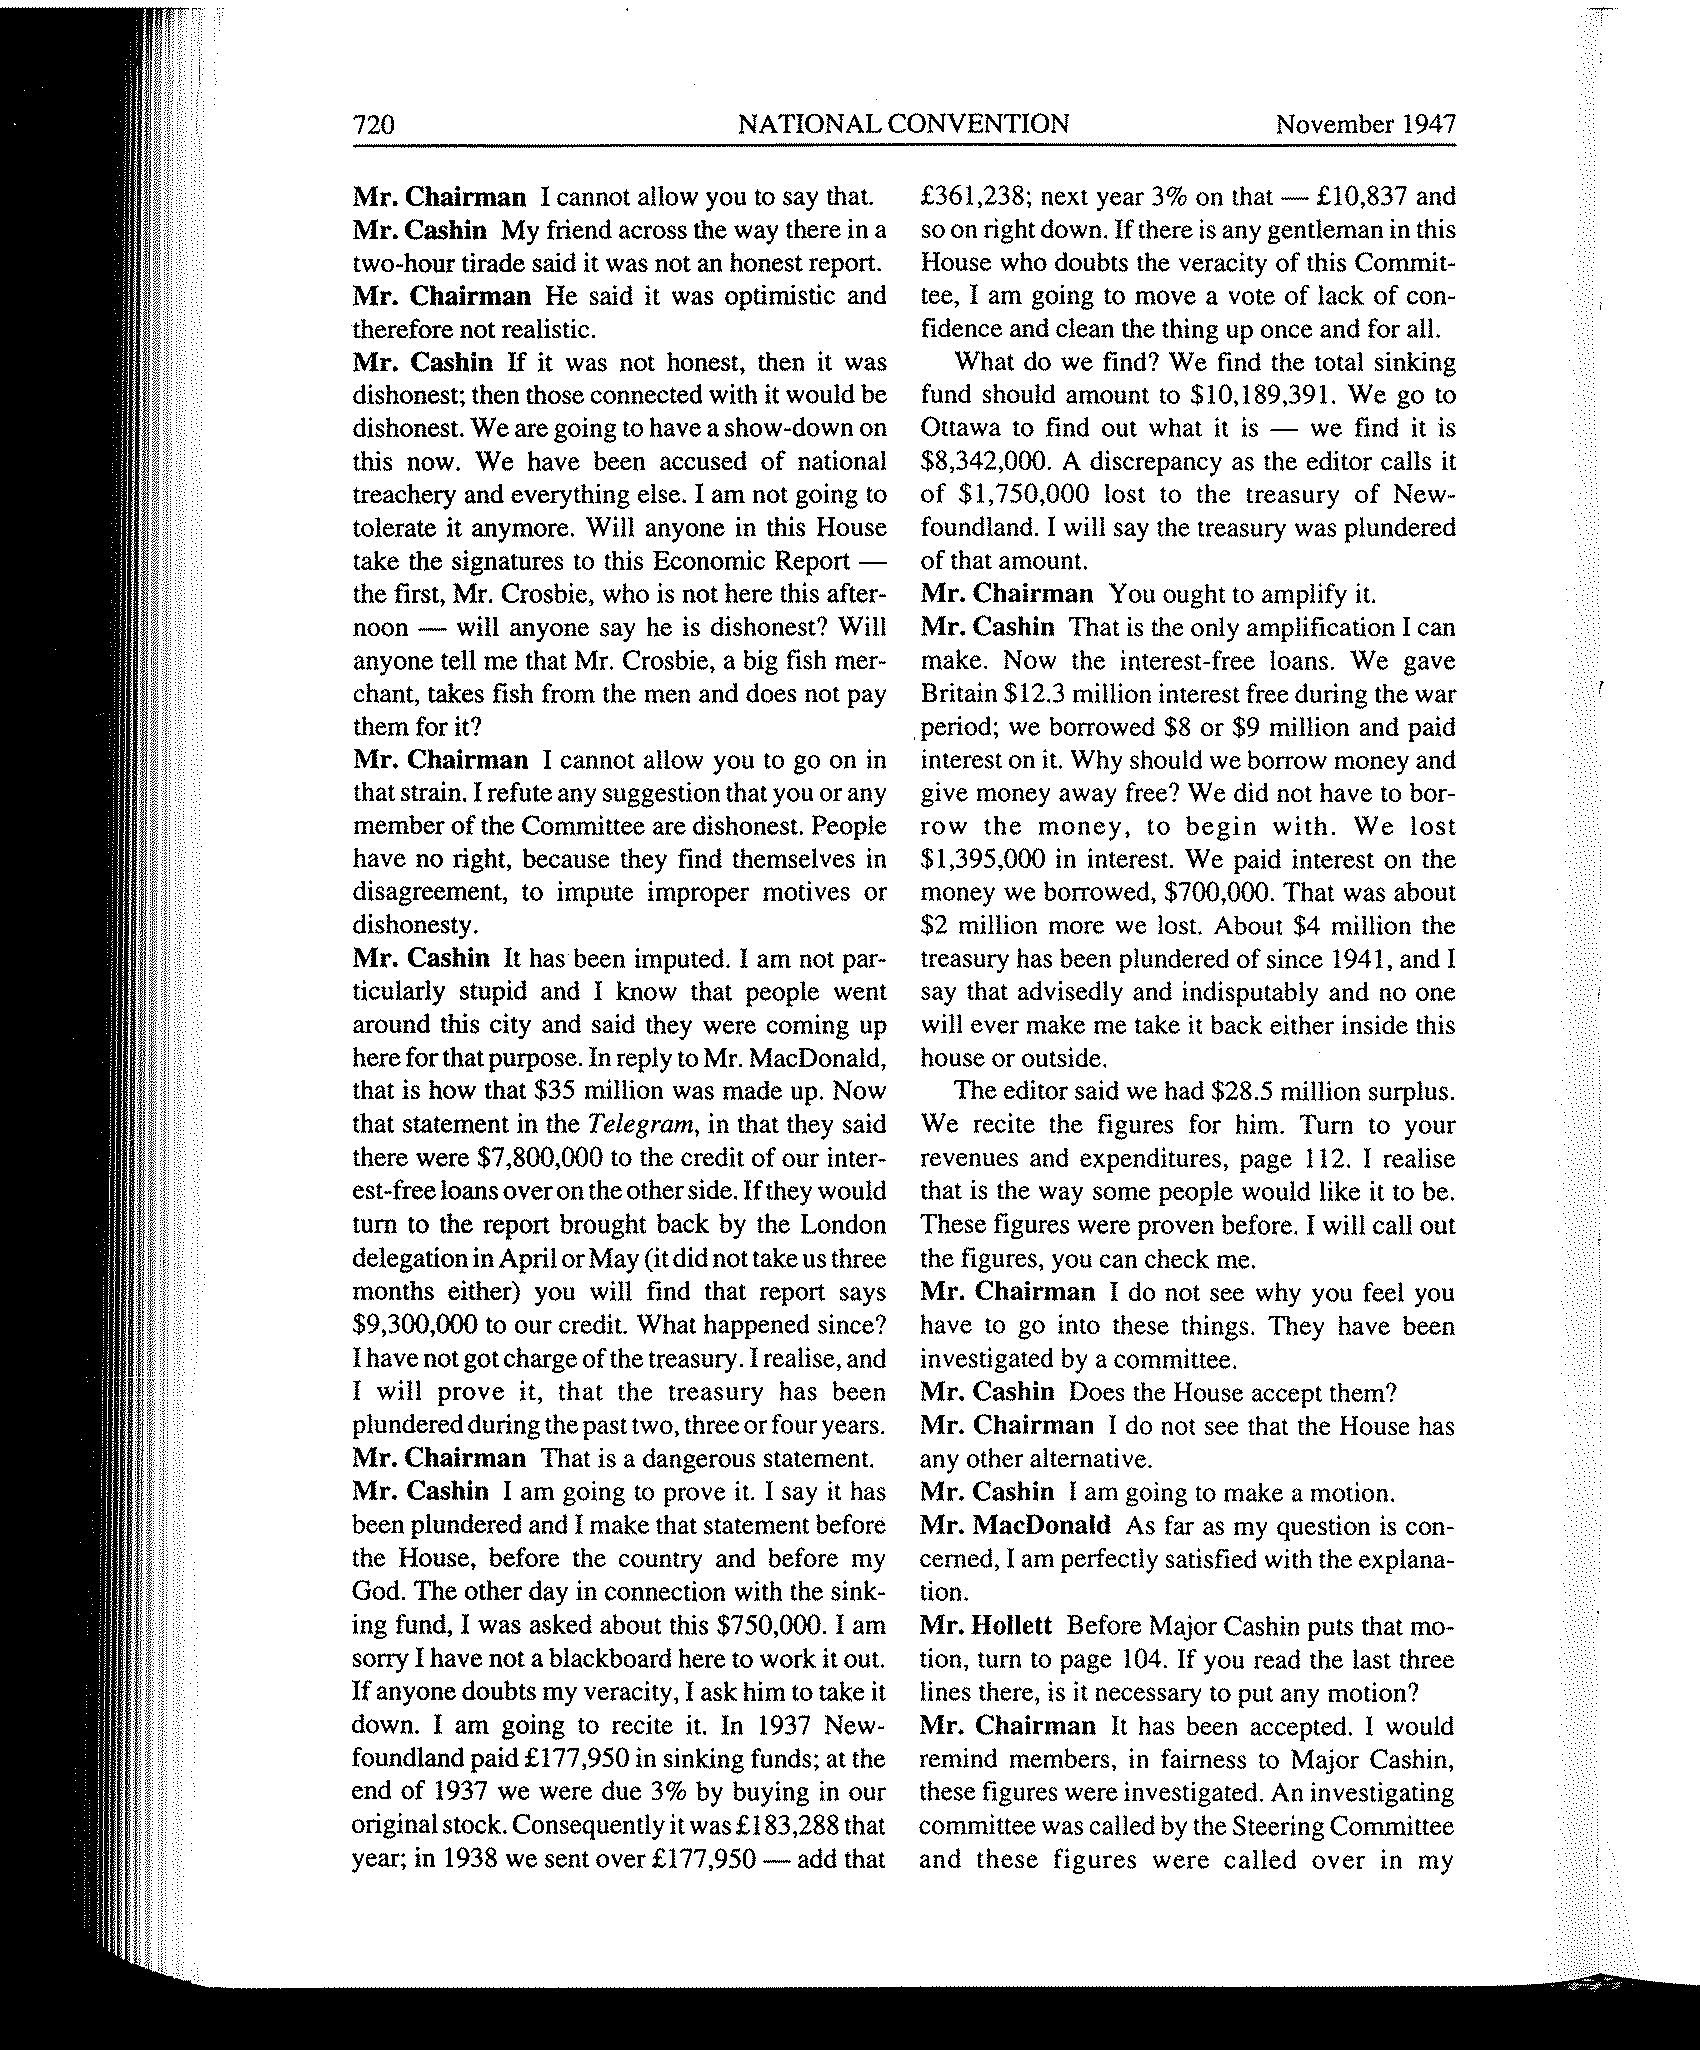 720 NATIONAL CONVENTION November 1947
Mr. Chairman I cannot allow you to say that.
Mr. Cashin My friend across the way there in a
two-hour tirade said it was not an honest report.
Mr. Chairman He said it was optimistic and
therefore not realistic.
Mr. Cashin If it was not honest, then it was
dishonest; then those connected with it would be
dishonest. We are going to have a show-down on
this now. We have been accused of national
treachery and everything else. I am not going to
tolerate it anymore. Will anyone in this House
take the signatures to this Economic Report —
the first, Mr. Crosbie, who is not here this after-
noon — will anyone say he is dishonest? Will
anyone tell me that Mr. Crosbie, a big fish mer-
chant, takes fish from the men and does not pay
them for it?
Mr. Chairman I cannot allow you to go on in
that strain. I refute any suggestion that you or any
member of the Committee are dishonest. People
have no right, because they find themselves in
disagreement, to impute improper motives or
dishonesty.
Mr. Cashin It has been imputed. I am not par-
ticularly stupid and I know that people went
around this city and said they were coming up
here for that purpose. In reply to Mr. MacDonald,
that is how that $35 million was made up. Now
that statement in the Telegram, in that they said
there were $7,800,000 to the credit of our inter-
est-free loans over on the other side. If they would
turn to the report brought back by the London
delegation in April or May (it did not take us three
months either) you will find that report says
$9,300,000 to our credit. What happened since?
I have not got charge of the treasury. I realise, and
I will prove it, that the treasury has been
plundered during the past two, three or four years.
Mr. Chairman That is a dangerous statement.
Mr. Cashin I am going to prove it. I say it has
been plundered and I make that statement before
the House, before the country and before my
God. The other day in connection with the sink-
ing fund, I was asked about this $750,000. I am
sorry I have not a blackboard here to work it out.
If anyone doubts my veracity, I ask him to take it
down. I am going to recite it. In 1937 New-
foundland paid £177,950 in sinking funds; at the
end of 1937 we were due 3% by buying in our
original stock. Consequently it was £183,288 that
year; in 1938 we sent over £177,950 — add that
£361,238; next year 3% on that — £10,837 and
so on right down. If there is any gentleman in this
House who doubts the veracity of this Commit-
tee, I am going to move a vote of lack of con-
fidence and clean the thing up once and for all.
What do we find? We find the total sinking
fund should amount to $10,189,391. We go to
Ottawa to find out what it is — we find it is
$8,342,000. A discrepancy as the editor calls it
of $1,750,000 lost to the treasury of New-
foundland. I will say the treasury was plundered
of that amount.
Mr. Chairman You ought to amplify it.
Mr. Cashin That is the only amplification I can
make. Now the interest-free loans. We gave
Britain $12.3 million interest free during the war
period; we borrowed $8 or $9 million and paid
interest on it. Why should we borrow money and
give money away free? We did not have to bor-
row the money, to begin with. We lost
$1,395,000 in interest. We paid interest on the
money we borrowed, $700,000. That was about
$2 million more we lost. About $4 million the
treasury has been plundered of since 1941, and I
say that advisedly and indisputably and no one
will ever make me take it back either inside this
house or outside.
The editor said we had $28.5 million surplus.
We recite the figures for him. Turn to your
revenues and expenditures, page 112. I realise
that is the way some people would like it to be.
These figures were proven before. I will call out
the figures, you can check me.
Mr. Chairman I do not see why you feel you
have to go into these things. They have been
investigated by a committee.
Mr. Cashin Does the House accept them?
Mr. Chairman I do not see that the House has
any other alternative.
Mr. Cashin I am going to make a motion.
Mr. MacDonald As far as my question is con-
cerned, I am perfectly satisfied with the explana-
tion.
Mr. Hollett Before Major Cashin puts that mo-
tion, turn to page 104. If you read the last three
lines there, is it necessary to put any motion?
Mr. Chairman It has been accepted. I would
remind members, in fairness to Major Cashin,
these figures were investigated. An investigating
committee was called by the Steering Committee
and these figures were called over in my